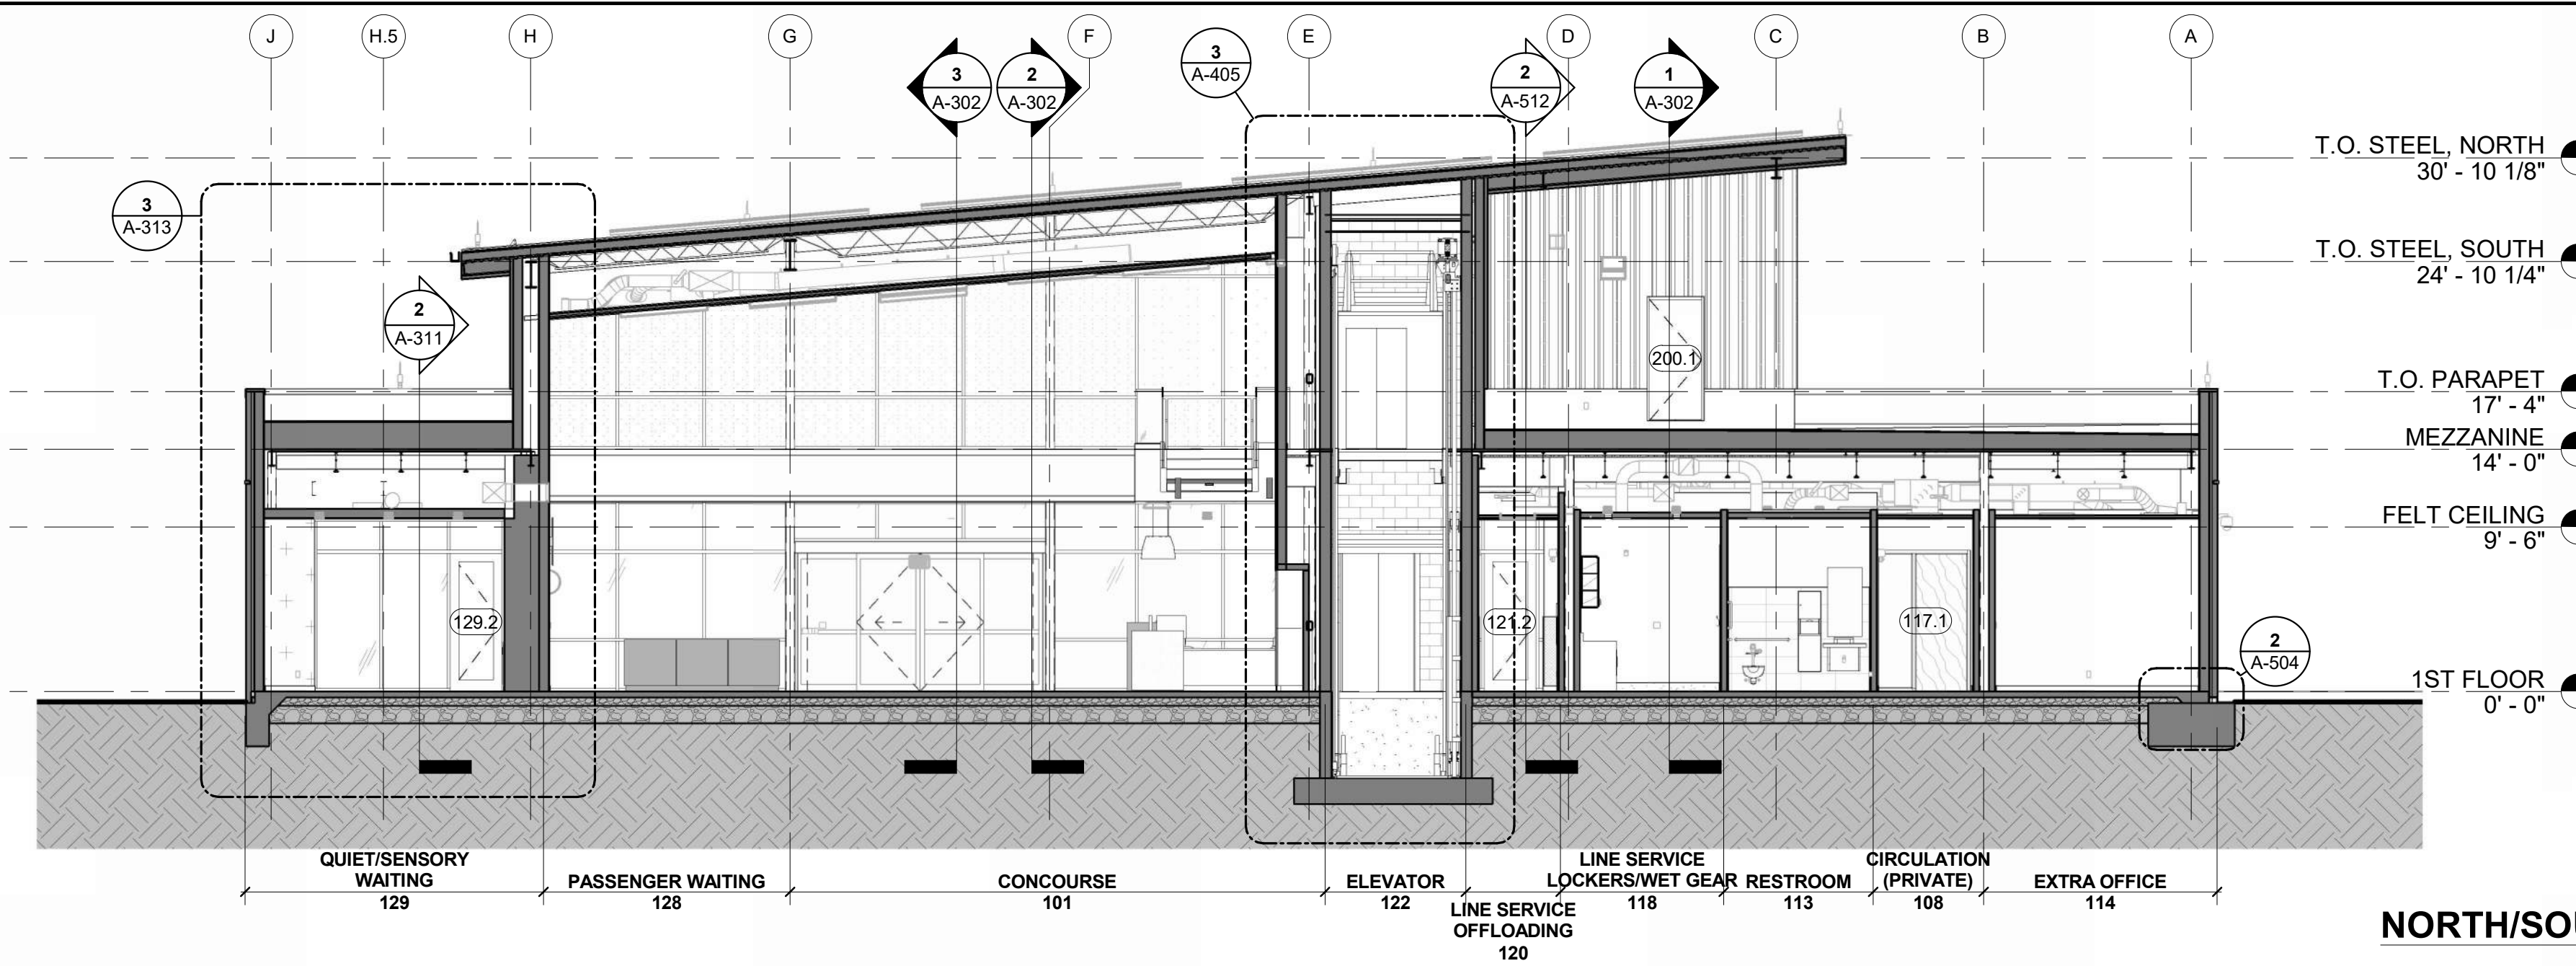 J
H.5
H
G
F
E
D
C
B
A
3
A-302
2
A-302
3
A-405
2
A-512
1
A-302
3
A-313
2
A-311
T.O. STEEL, NORTH
30' - 10 1/8"
T.O. STEEL, SOUTH
24' - 10 1/4"
T.O. PARAPET
17' - 4"
MEZZANINE
14' - 0"
FELT CEILING
9' - 6"
1ST FLOOR
0' - 0"
200.1
129.2
121.2
117.1
2
A-504
QUIET/SENSORY
WAITING
129
PASSENGER WAITING
128
CONCOURSE
101
ELEVATOR
122
LINE SERVICE
OFFLOADING
120
LINE SERVICE
LOCKERS/WET GEAR
118
RESTROOM
113
CIRCULATION
(PRIVATE)
108
EXTRA OFFICE
114